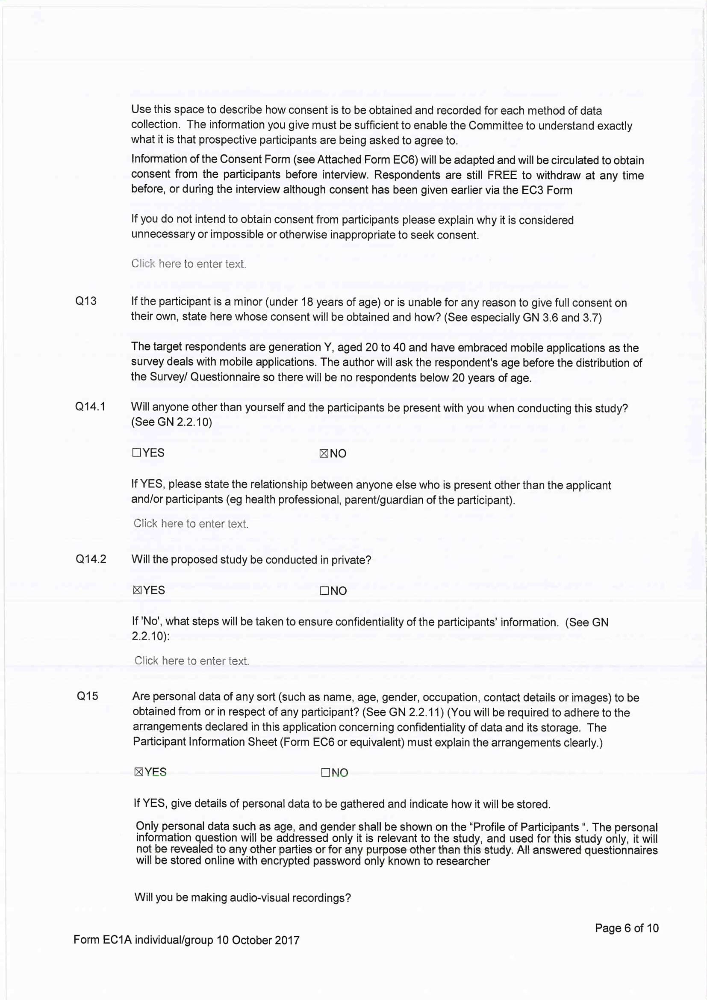 Use this space to describe how consent is to be obtained and recorded for each method of data
collection.  The information you give must be sufficient to enable the Committee to understand exactly
what it is that prospective participants are being asked to agree to.
Information of the Consent Form (see Attached Form EC6) will be adapted and will be circulated to obtain
consent from the participants before interview. Respondents are still FREE to withdraw at any time
before, or during the interview although consent has been given earlier via the EC3 Form
If you do not intend to obtain consent from participants please explain why it is considered
unnecessary or impossible or otherwise inappropriate to seek consent.
Click here to enter text.
Q13 If the participant is a minor (under 18 years of age) or is unable for any reason to give full consent on
their own, state here whose consent will be obtained and how? (See especially GN 3.6 and 3.7)
The target respondents are generation Y, aged 20 to 40 and have embraced mobile applications as the
survey deals with mobile applications. The author will ask the respondent's age before the distribution of
the Survey/ Questionnaire so there will be no respondents below 20 years of age.
Q14.1 Will anyone other than yourself and the participants be present with you when conducting this study?
(See GN 2.2.10)
☐YES ☒NO
If YES, please state the relationship between anyone else who is present other than the applicant
and/or participants (eg health professional, parent/guardian of the participant).
Click here to enter text.
Q14.2 Will the proposed study be conducted in private?
☒YES ☐NO
If 'No', what steps will be taken to ensure confidentiality of the participants’ information.  (See GN
2.2.10):
Click here to enter text.
Q15 Are personal data of any sort (such as name, age, gender, occupation, contact details or images) to be
obtained from or in respect of any participant? (See GN 2.2.11) (You will be required to adhere to the
arrangements declared in this application concerning confidentiality of data and its storage.  The
Participant Information Sheet (Form EC6 or equivalent) must explain the arrangements clearly.)
☒YES ☐NO
If YES, give details of personal data to be gathered and indicate how it will be stored.
Only personal data such as age, and gender shall be shown on the “Profile of Participants “. The personal
information question will be addressed only it is relevant to the study, and used for this study only, it will
not be revealed to any other parties or for any purpose other than this study. All answered questionnaires
will be stored online with encrypted password only known to researcher
Will you be making audio-visual recordings?
Page 6 of 10
Form EC1A individual/group 10 October 2017